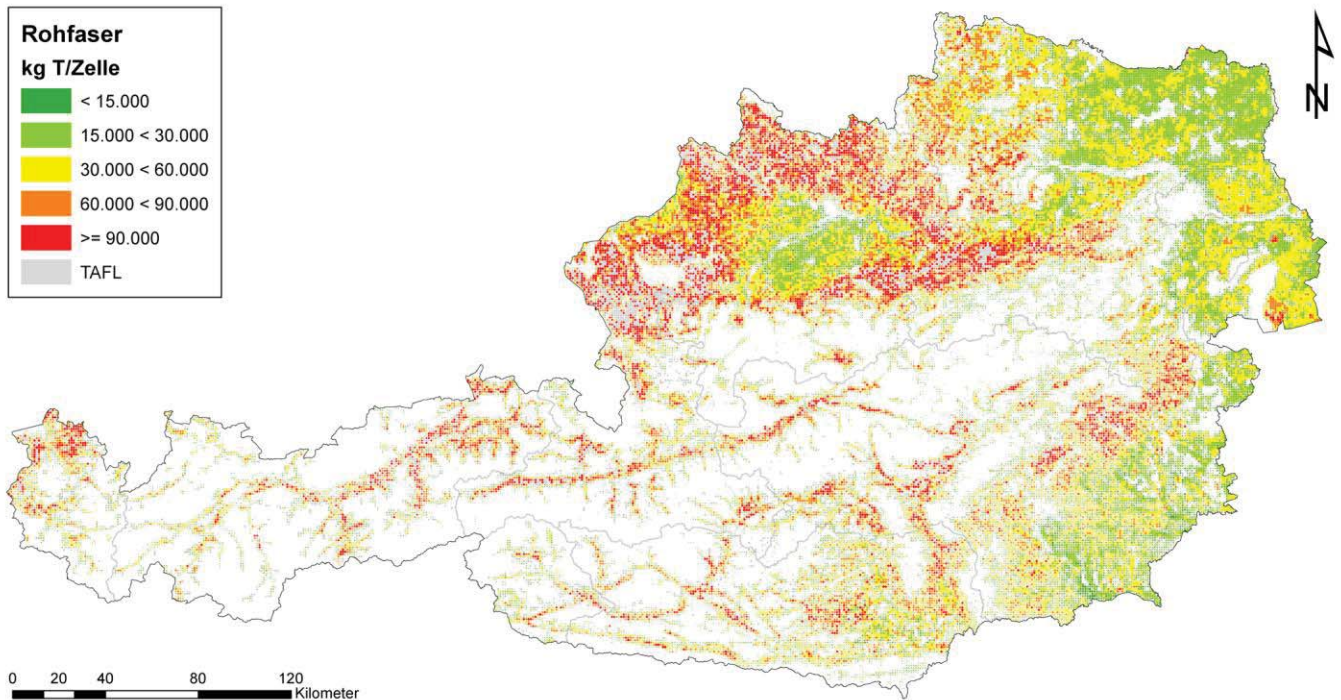 Rohfaser
kg T/Zelle
< 15.000
15.000 < 30.000
30.000 < 60.000
60.000 < 90.000
>= 90.000
TAFL
N
0 20 40 80 120
Kilometer